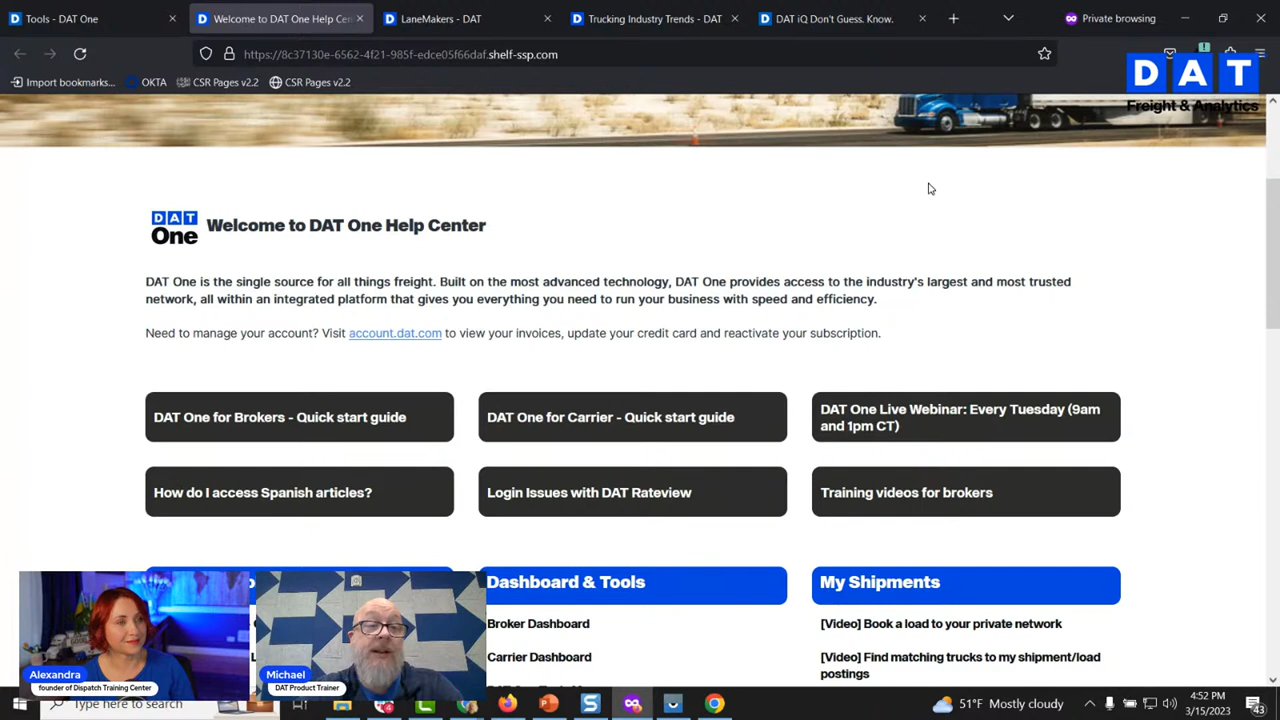 Tools - DAT One
Welcome to DAT One Help Cen
LaneMakers - DAT
Trucking Industry Trends - DAT
DAT iQ Don't Guess. Know.
Private browsing
https://8c37130e-6562-4f21-985f-edce05f66daf.shelf-ssp.com
Import bookmarks...
OKTA
CSR Pages v2.2
CSR Pages v2.2
DAT
Freight & Analytics
DAT
One
Welcome to DAT One Help Center
DAT One is the single source for all things freight. Built on the most advanced technology, DAT One provides access to the industry's largest and most trusted
network, all within an integrated platform that gives you everything you need to run your business with speed and efficiency.
Need to manage your account? Visit account.dat.com to view your invoices, update your credit card and reactivate your subscription.
DAT One for Brokers - Quick start guide
DAT One for Carrier - Quick start guide
DAT One Live Webinar: Every Tuesday (9am
and 1pm CT)
How do I access Spanish articles?
Login Issues with DAT Rateview
Training videos for brokers
Dashboard & Tools
My Shipments
Broker Dashboard
[Video] Book a load to your private network
Carrier Dashboard
[Video] Find matching trucks to my shipment/load
postings
Alexandra
founder of Dispatch Training Center
Michael
DAT Product Trainer
Type here to search
51°F Mostly cloudy
4:52 PM
3/15/2023
43